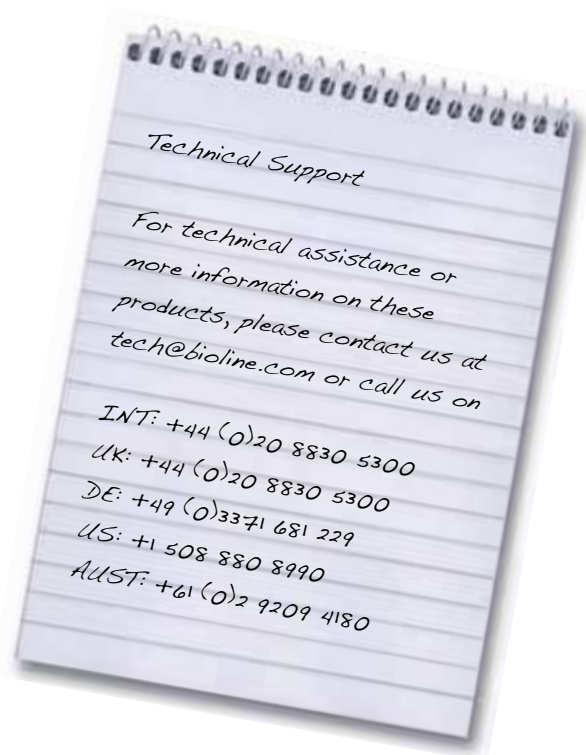 Technical Support
For technical assistance or
more information on these
products, please contact us at
tech@bioline.com or call us on
INT: +44 (0)20 8830 5300
UK: +44 (0)20 8830 5300
DE: +49 (0)3371 681 229
US: +1 508 880 8990
AUST: +61 (0)2 9209 4180